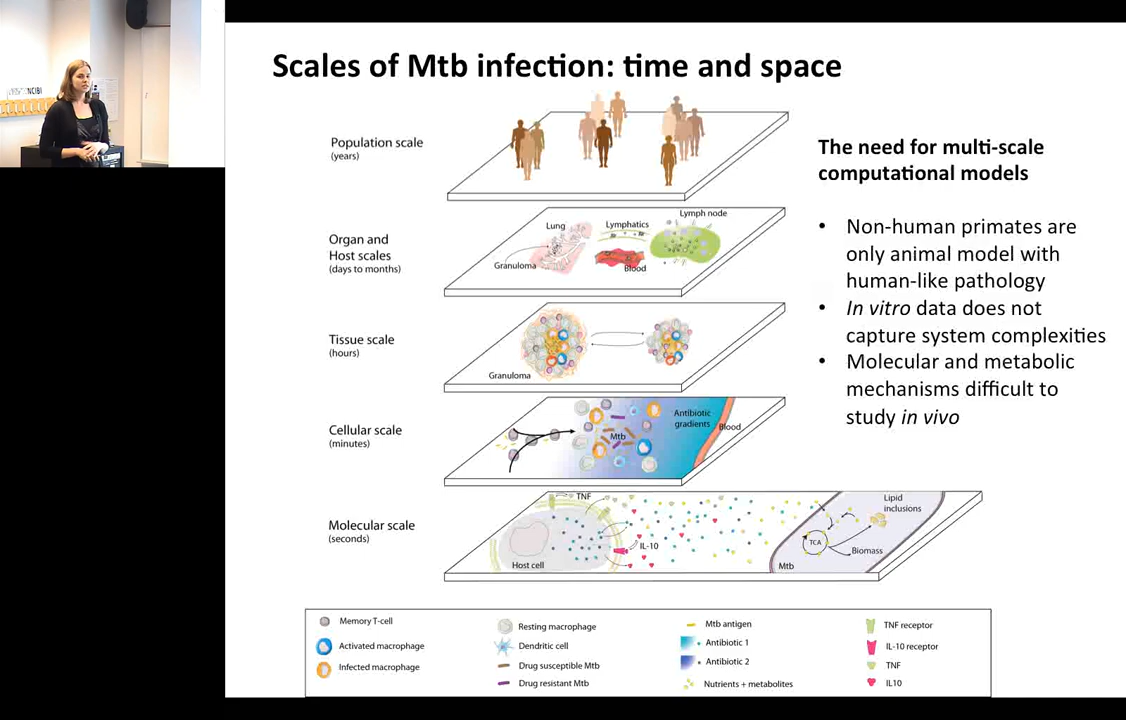 NCIBI
Scales of Mtb infection: time and space
Population scale
(years)
Organ and
Host scales
(days to months)
Lung
Lymphatics
Lymph node
Granuloma
Blood
Tissue scale
(hours)
Granuloma
Cellular scale
(minutes)
Mtb
Antibiotic
gradients
Blood
Molecular scale
(seconds)
TNF
IL-10
Host cell
Lipid
inclusions
TCA
Biomass
Mtb
The need for multi-scale
computational models
• Non-human primates are
only animal model with
human-like pathology
• In vitro data does not
capture system complexities
• Molecular and metabolic
mechanisms difficult to
study in vivo
Memory T-cell
Activated macrophage
Infected macrophage
Resting macrophage
Dendritic cell
Drug susceptible Mtb
Drug resistant Mtb
Mtb antigen
Antibiotic 1
Antibiotic 2
Nutrients + metabolites
TNF receptor
IL-10 receptor
TNF
IL10